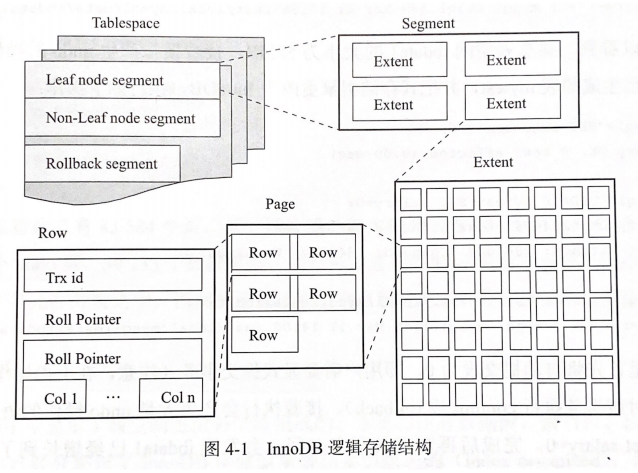 Tablespace
Segment
Leaf node segment
Non-Leaf node segment
Rollback segment
Extent
Extent
Extent
Extent
Extent
Page
Row
Row
Row
Row
Row
Row
Trx id
Roll Pointer
Roll Pointer
Col 1
···
Col n
图 4-1 InnoDB 逻辑存储结构